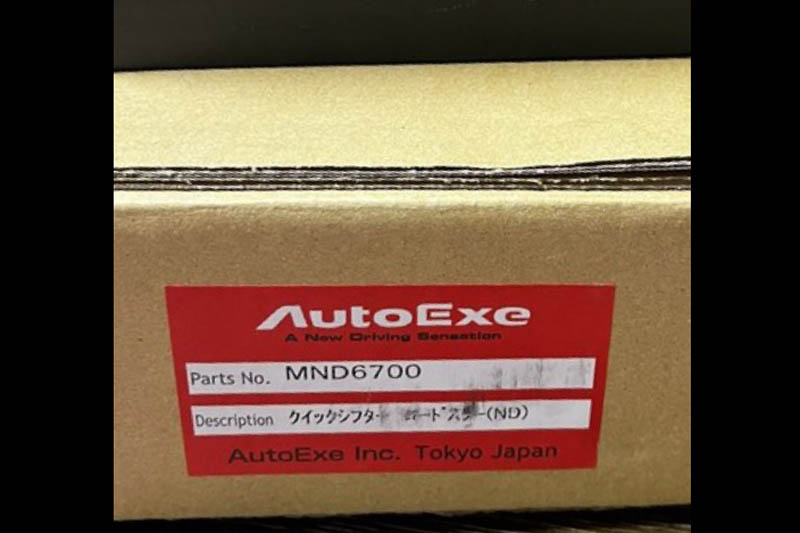 AutoExe
A New Driving Sensation
Parts No. MND6700
Description クイックシフター ロードスター(ND)
AutoExe Inc. Tokyo Japan